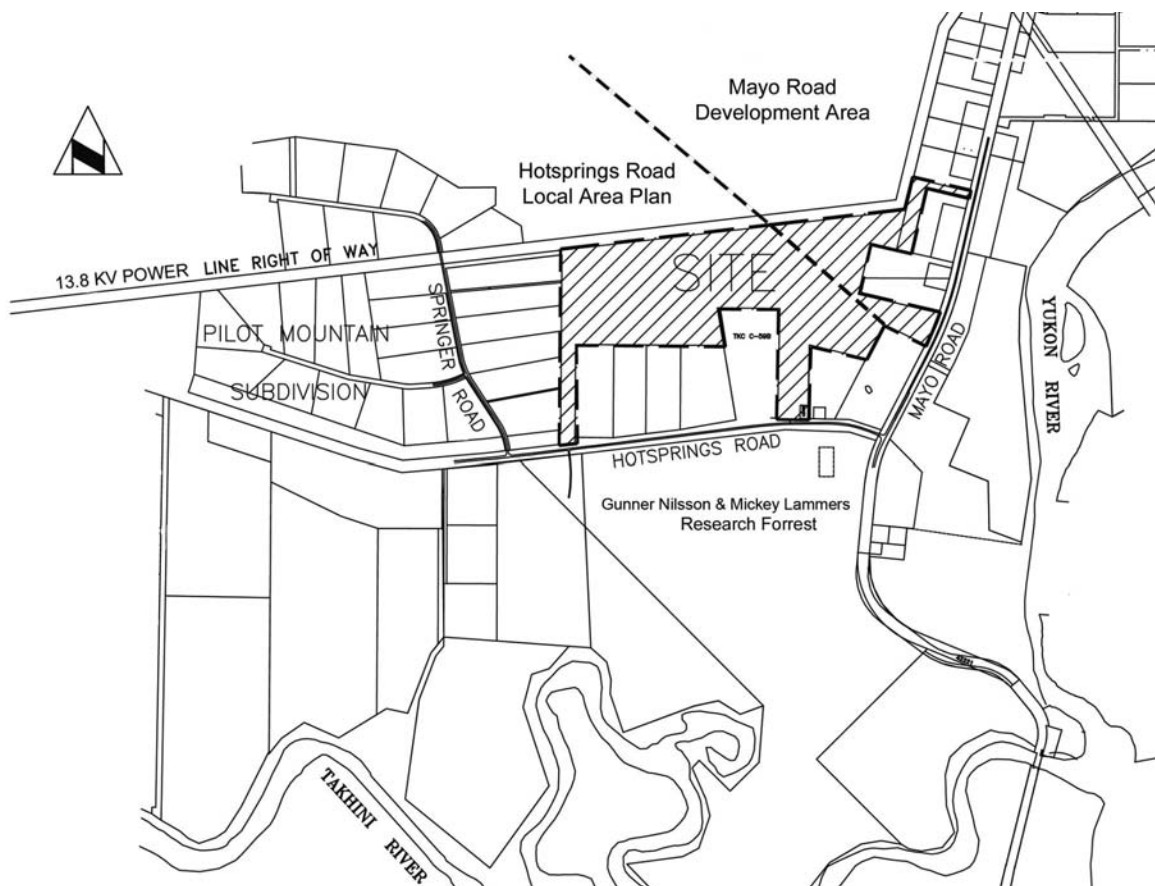 Mayo Road
Development Area
Hotsprings Road
Local Area Plan
13.8 KV POWER LINE RIGHT OF WAY
SITE
SPRINGER
ROAD
PILOT MOUNTAIN
SUBDIVISION
TKC C-59B
MAYO ROAD
YUKON RIVER
HOTSPRINGS ROAD
Gunner Nilsson & Mickey Lammers
Research Forrest
TAKHINI RIVER